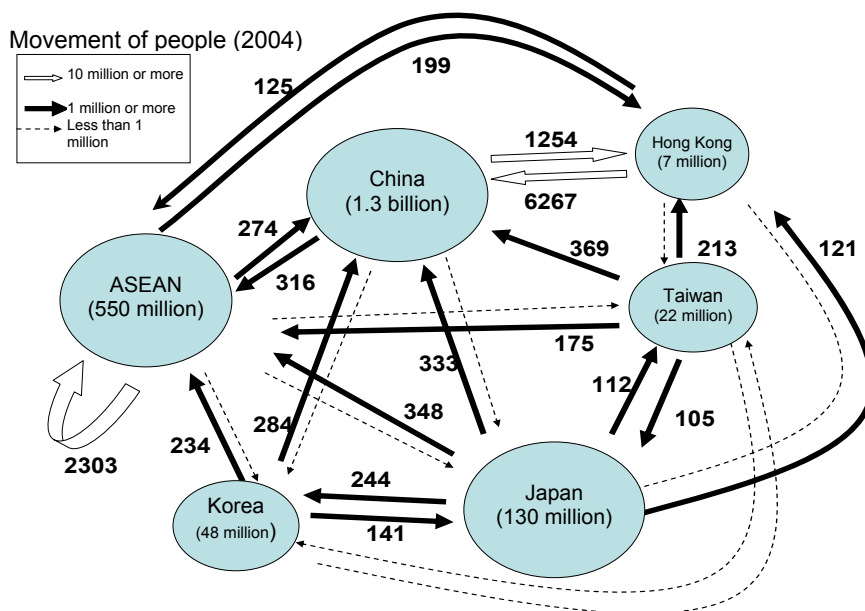 Movement of people (2004)
10 million or more
1 million or more
Less than 1
million
125
199
1254
6267
Hong Kong
(7 million)
China
(1.3 billion)
274
316
369
213
121
ASEAN
(550 million)
Taiwan
(22 million)
175
333
112
105
348
284
234
2303
244
141
Korea
(48 million)
Japan
(130 million)